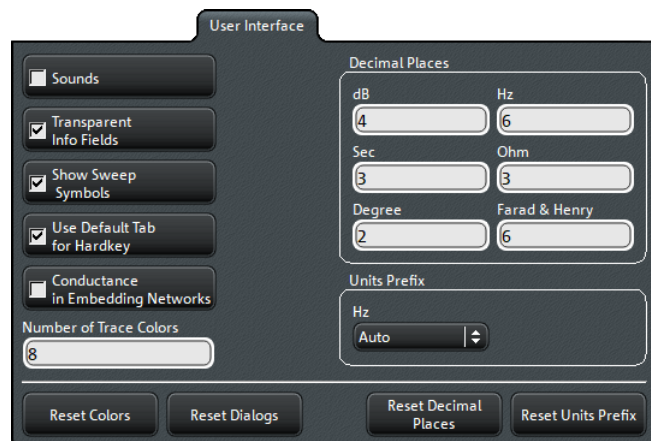 User Interface
Sounds
Transparent
Info Fields
Show Sweep
Symbols
Use Default Tab
for Hardkey
Conductance
in Embedding Networks
Number of Trace Colors
8
Decimal Places
dB
Hz
4
6
Sec
Ohm
3
3
Degree
Farad & Henry
2
6
Units Prefix
Hz
Auto
Reset Colors
Reset Dialogs
Reset Decimal
Places
Reset Units Prefix